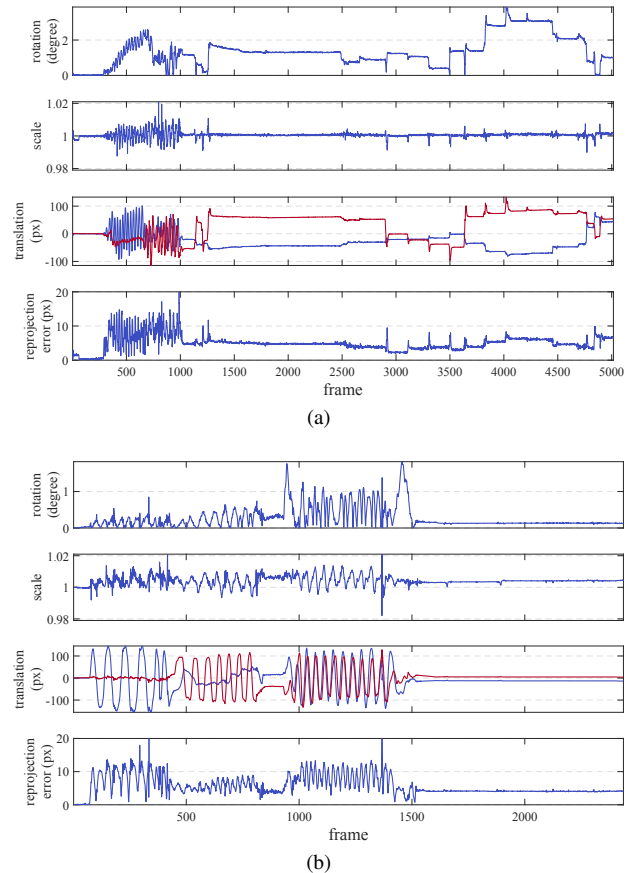 rotation
(degree)
2
0
1.02
scale
1
0.98
translation
(px)
100
0
-100
reprojection
error (px)
20
10
0
500 1000 1500 2000 2500 3000 3500 4000 4500 5000
frame
(a)
rotation
(degree)
1
0
1.02
scale
1
0.98
translation
(px)
100
0
-100
reprojection
error (px)
20
10
0
500 1000 1500 2000
frame
(b)